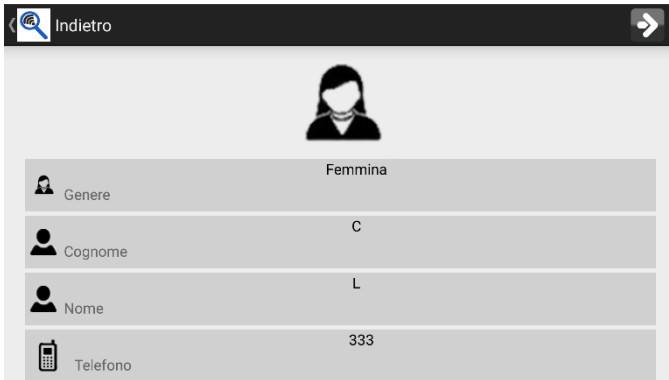 Indietro
Femmina
Genere
C
Cognome
L
Nome
333
Telefono